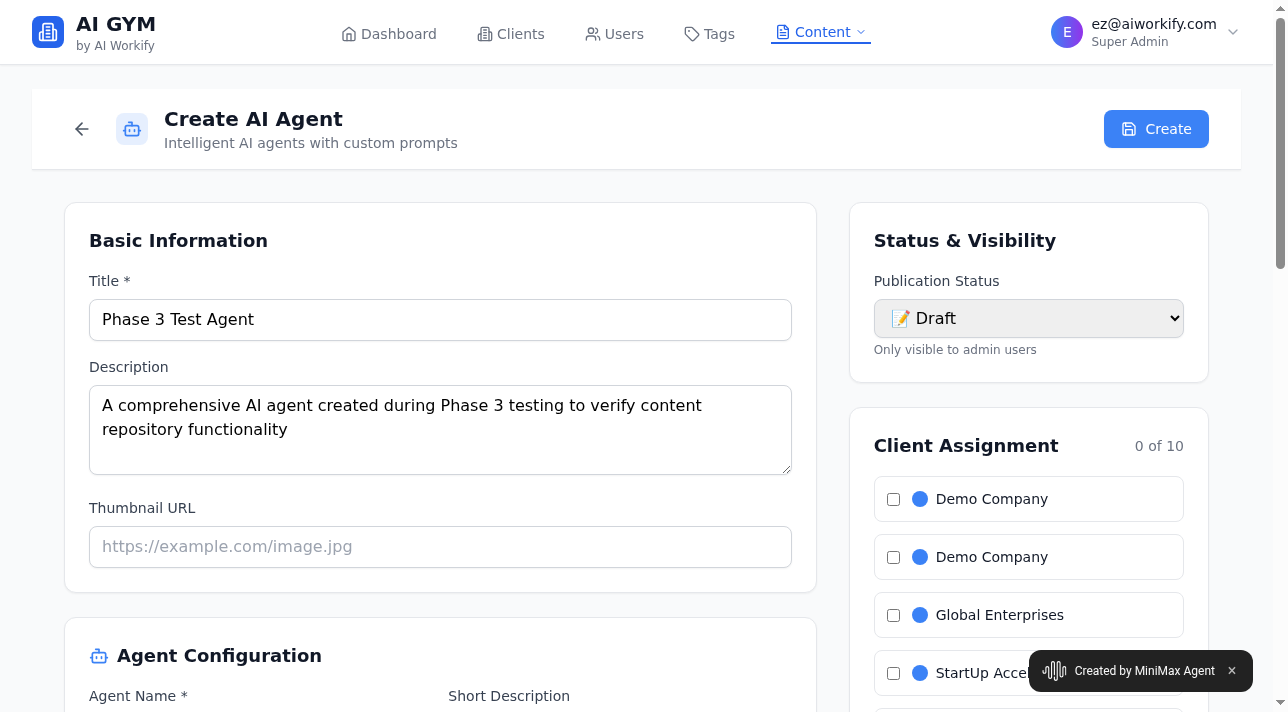 AI GYM
by AI Workify
Dashboard
Clients
Users
Tags
Content
E
ez@aiworkify.com
Super Admin
Create AI Agent
Intelligent AI agents with custom prompts
Create
Basic Information
Title *
Phase 3 Test Agent
Description
A comprehensive AI agent created during Phase 3 testing to verify content
repository functionality
Thumbnail URL
https://example.com/image.jpg
Agent Configuration
Agent Name *
Short Description
Status & Visibility
Publication Status
📝 Draft
Only visible to admin users
Client Assignment
0 of 10
Demo Company
Demo Company
Global Enterprises
StartUp Accel
Created by MiniMax Agent ×